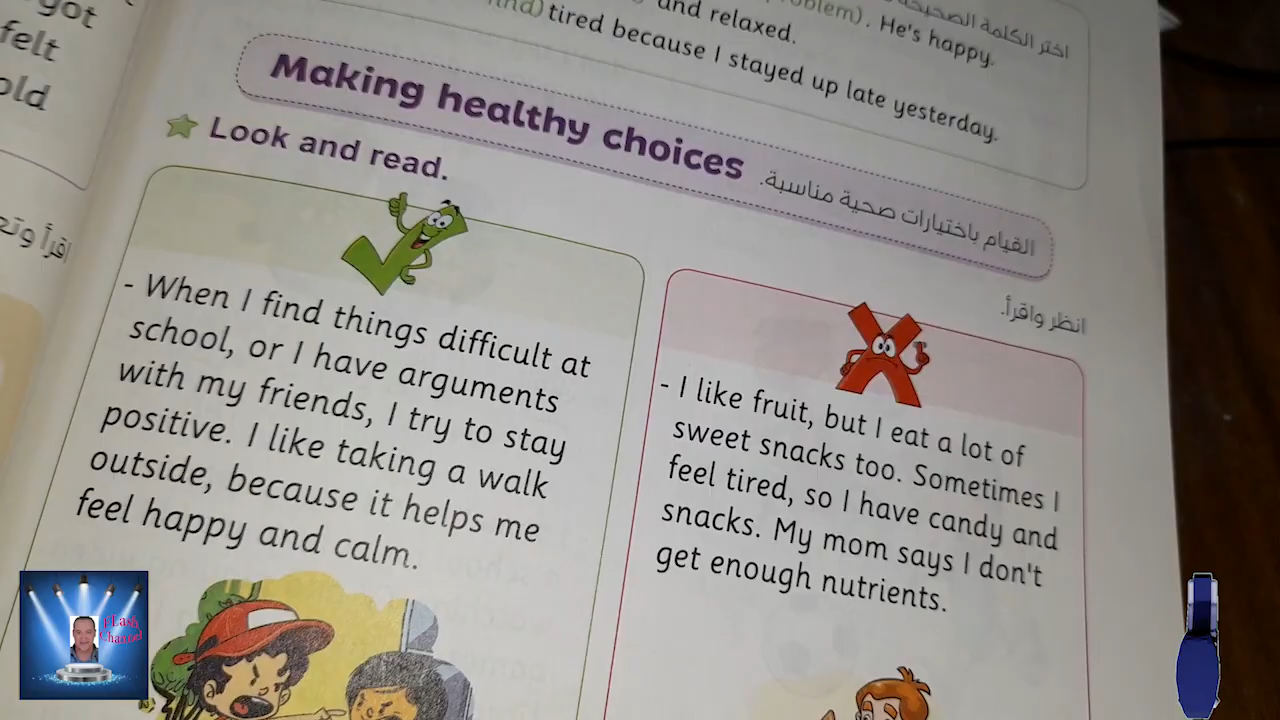 got
felt
old
اختر الكلمة الصحيحة
oblem). He's happy.
and relaxed.
find) tired because I stayed up late yesterday.
Making healthy choices
القيام باختيارات صحية مناسبة.
Look and read.
انظر واقرأ.
- When I find things difficult at
school, or I have arguments
with my friends, I try to stay
positive. I like taking a walk
outside, because it helps me
feel happy and calm.
- I like fruit, but I eat a lot of
sweet snacks too. Sometimes I
feel tired, so I have candy and
snacks. My mom says I don't
get enough nutrients.
اقرأ
FLash
Channel